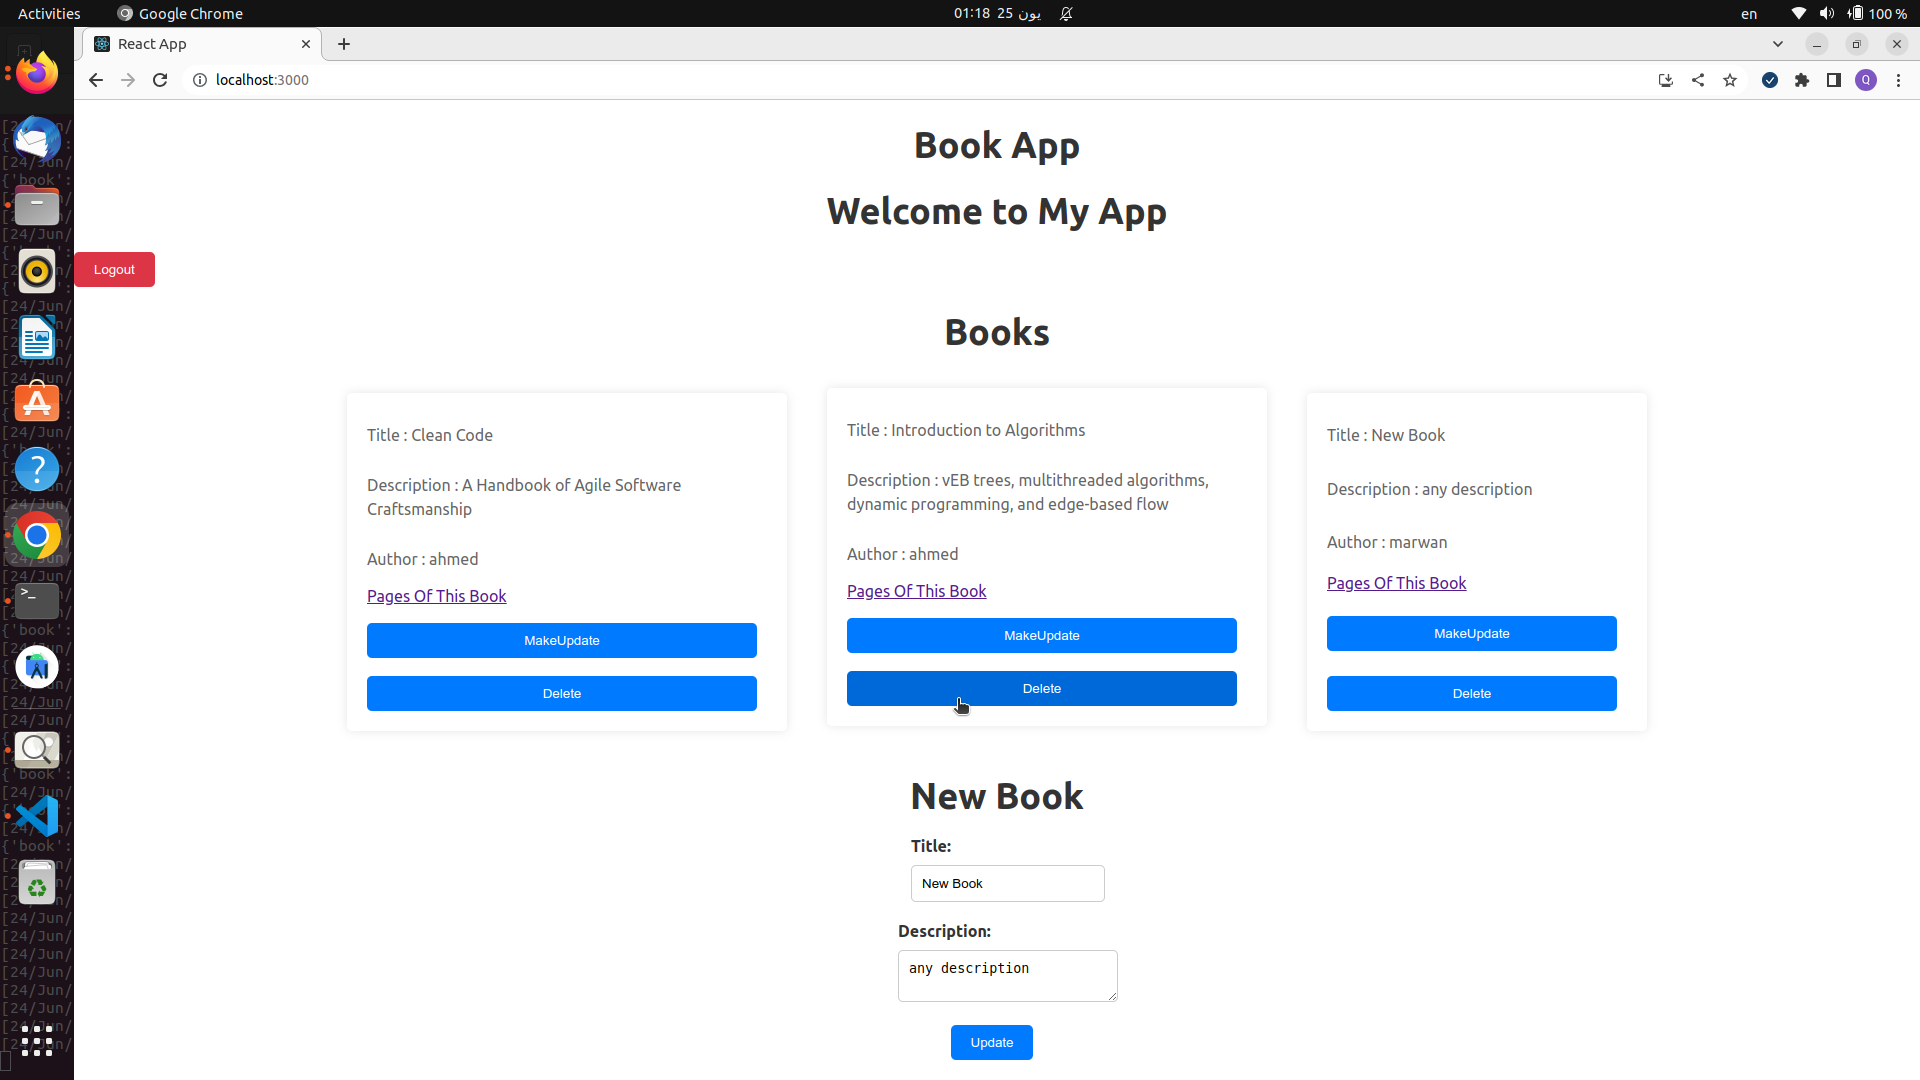 Activities
Google Chrome
01:18 25 يون
en
100 %
React App
localhost:3000
Q
Book App
Welcome to My App
Logout
Books
Title : Clean Code
Description : A Handbook of Agile Software
Craftsmanship
Author : ahmed
Pages Of This Book
MakeUpdate
Delete
Title : Introduction to Algorithms
Description : vEB trees, multithreaded algorithms,
dynamic programming, and edge-based flow
Author : ahmed
Pages Of This Book
MakeUpdate
Delete
Title : New Book
Description : any description
Author : marwan
Pages Of This Book
MakeUpdate
Delete
New Book
Title:
New Book
Description:
any description
Update